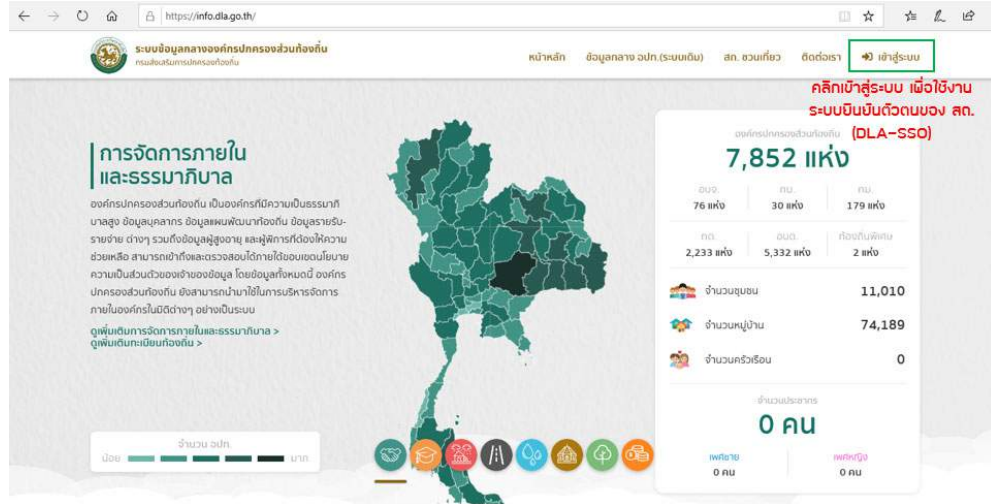 https://info.dla.go.th/
ระบบข้อมูลกลางองค์กรปกครองส่วนท้องถิ่น
กรมส่งเสริมการปกครองท้องถิ่น
หน้าหลัก ข้อมูลกลาง อปท.(ระบบเดิม) สถ. ชวนเที่ยว ติดต่อเรา เข้าสู่ระบบ
คลิกเข้าสู่ระบบ เพื่อใช้งาน
ระบบยืนยันตัวตนของ สถ.
(DLA-SSO)
การจัดการภายใน
และธรรมาภิบาล
องค์กรปกครองส่วนท้องถิ่น เป็นองค์กรที่มีความเป็นธรรมาภิ
บาลสูง ข้อมูลบุคลากร ข้อมูลแผนพัฒนาท้องถิ่น ข้อมูลรายรับ-
รายจ่าย ต่างๆ รวมถึงข้อมูลผู้สูงอายุ และผู้พิการที่ต้องให้ความ
ช่วยเหลือ สามารถเข้าถึงและตรวจสอบได้ภายใต้ขอบเขตนโยบาย
ความเป็นส่วนตัวของเจ้าของข้อมูล โดยข้อมูลทั้งหมดนี้ องค์กร
ปกครองส่วนท้องถิ่น ยังสามารถนำมาใช้ในการบริหารจัดการ
ภายในองค์กรในมิติต่างๆ อย่างเป็นระบบ
ดูเพิ่มเติมการจัดการภายในและธรรมาภิบาล >
ดูเพิ่มเติมทะเบียนท้องถิ่น >
จำนวน อปท.
น้อย มาก
องค์กรปกครองส่วนท้องถิ่น
7,852 แห่ง
อบจ. ทน. ทม.
76 แห่ง 30 แห่ง 179 แห่ง
ทต. อบต. ท้องถิ่นพิเศษ
2,233 แห่ง 5,332 แห่ง 2 แห่ง
จำนวนชุมชน 11,010
จำนวนหมู่บ้าน 74,189
จำนวนครัวเรือน 0
จำนวนประชากร
0 คน
เพศชาย เพศหญิง
0 คน 0 คน